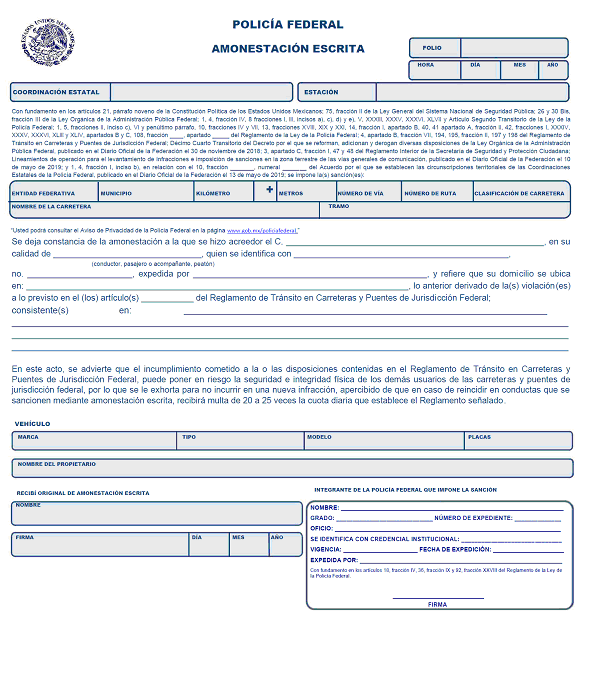 ESTADOS UNIDOS MEXICANOS
POLICÍA FEDERAL
AMONESTACIÓN ESCRITA
FOLIO
HORA DÍA MES AÑO
COORDINACIÓN ESTATAL ESTACIÓN
Con fundamento en los artículos 21, párrafo noveno de la Constitución Política de los Estados Unidos Mexicanos; 75, fracción II de la Ley General del Sistema Nacional de Seguridad Pública; 26 y 30 Bis,
fracción III de la Ley Orgánica de la Administración Pública Federal; 1, 4, fracción IV, 8 fracciones I, III, incisos a), c), d) y e), V, XXXIII, XXXV, XXXVI, XLVII y Artículo Segundo Transitorio de la Ley de la
Policía Federal; 1, 5, fracciones II, inciso c), VI y penúltimo párrafo, 10, fracciones IV y VII, 13, fracciones XVIII, XIX y XXI, 14, fracción I, apartado B, 40, 41 apartado A, fracción II, 42, fracciones I, XXXIV,
XXXV, XXXVI, XLIII y XLIV, apartados B y C, 108, fracción ____, apartado _____ del Reglamento de la Ley de la Policía Federal; 4, apartado B, fracción VII, 194, 195, fracción II, 197 y 198 del Reglamento de
Tránsito en Carreteras y Puentes de Jurisdicción Federal; Décimo Cuarto Transitorio del Decreto por el que se reforman, adicionan y derogan diversas disposiciones de la Ley Orgánica de la Administración
Pública Federal, publicado en el Diario Oficial de la Federación el 30 de noviembre de 2018; 3, apartado C, fracción I, 47 y 48 del Reglamento Interior de la Secretaría de Seguridad y Protección Ciudadana;
Lineamientos de operación para el levantamiento de infracciones e imposición de sanciones en la zona terrestre de las vías generales de comunicación, publicado en el Diario Oficial de la Federación el 10
de mayo de 2019; y 1, 4, fracción I, inciso b), en relación con el 10, fracción ________, numeral _______ del Acuerdo por el que se establecen las circunscripciones territoriales de las Coordinaciones
Estatales de la Policía Federal, publicado en el Diario Oficial de la Federación el 13 de mayo de 2019; se impone la(s) sanción(es):
ENTIDAD FEDERATIVA MUNICIPIO KILÓMETRO + METROS NÚMERO DE VÍA NÚMERO DE RUTA CLASIFICACIÓN DE CARRETERA
NOMBRE DE LA CARRETERA TRAMO
"Usted podrá consultar el Aviso de Privacidad de la Policía Federal en la página www.gob.mx/policiafederal."
Se deja constancia de la amonestación a la que se hizo acreedor el C. ______________________, en su
calidad de ______________, quien se identifica con ______________________,
(conductor, pasajero o acompañante, peatón)
no. ______________, expedida por ______________, y refiere que su domicilio se ubica
en: ______________________, lo anterior derivado de la(s) violación(es)
a lo previsto en el (los) artículo(s) _________ del Reglamento de Tránsito en Carreteras y Puentes de Jurisdicción Federal;
consistente(s) en: ______________________
En este acto, se advierte que el incumplimiento cometido a la o las disposiciones contenidas en el Reglamento de Tránsito en Carreteras y
Puentes de Jurisdicción Federal, puede poner en riesgo la seguridad e integridad física de los demás usuarios de las carreteras y puentes de
jurisdicción federal, por lo que se le exhorta para no incurrir en una nueva infracción, apercibido de que en caso de reincidir en conductas que se
sancionen mediante amonestación escrita, recibirá multa de 20 a 25 veces la cuota diaria que establece el Reglamento señalado.
VEHÍCULO
MARCA TIPO MODELO PLACAS
NOMBRE DEL PROPIETARIO
RECIBÍ ORIGINAL DE AMONESTACIÓN ESCRITA
NOMBRE
FIRMA DÍA MES AÑO
INTEGRANTE DE LA POLICÍA FEDERAL QUE IMPONE LA SANCIÓN
NOMBRE: ______________________
GRADO: ______________ NÚMERO DE EXPEDIENTE: __________
OFICIO: ______________________
SE IDENTIFICA CON CREDENCIAL INSTITUCIONAL: ______________
VIGENCIA: ______________ FECHA DE EXPEDICIÓN: __________
EXPEDIDA POR: ______________________
Con fundamento en los artículos 18, fracción IV, 35, fracción IX y 92, fracción XXVIII del Reglamento de la Ley de
la Policía Federal.
FIRMA